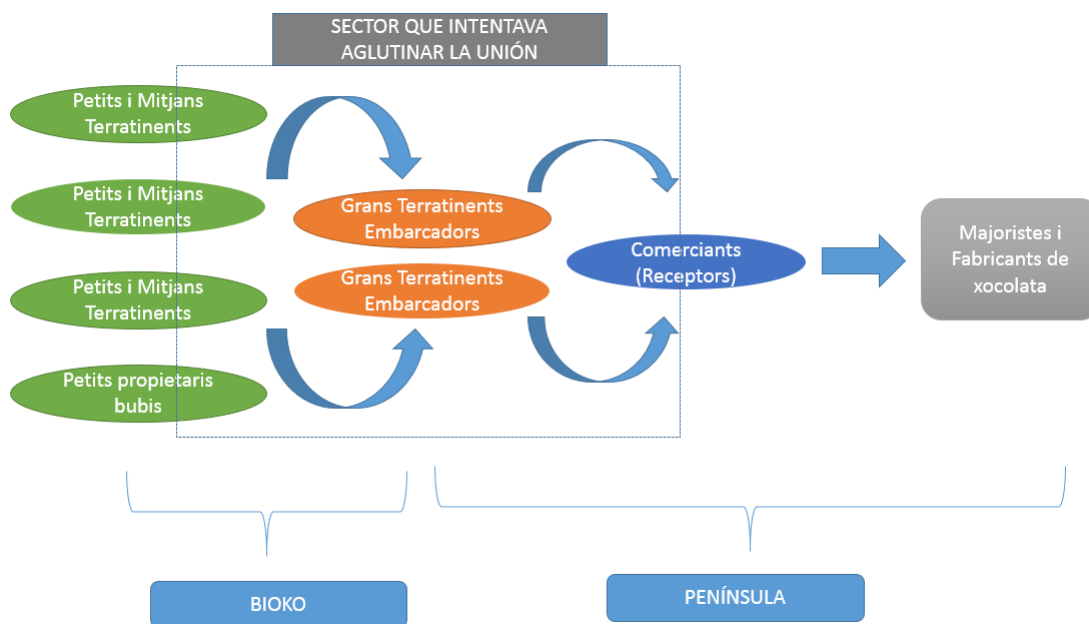 SECTOR QUE INTENTAVA
AGLUTINAR LA UNIÓN
Petits i Mitjans
Terratinents
Petits i Mitjans
Terratinents
Petits i Mitjans
Terratinents
Petits propietaris
bubis
Grans Terratinents
Embarcadors
Grans Terratinents
Embarcadors
Comerciants
(Receptors)
Majoristes i
Fabricants de
xocolata
BIOKO
PENÍNSULA